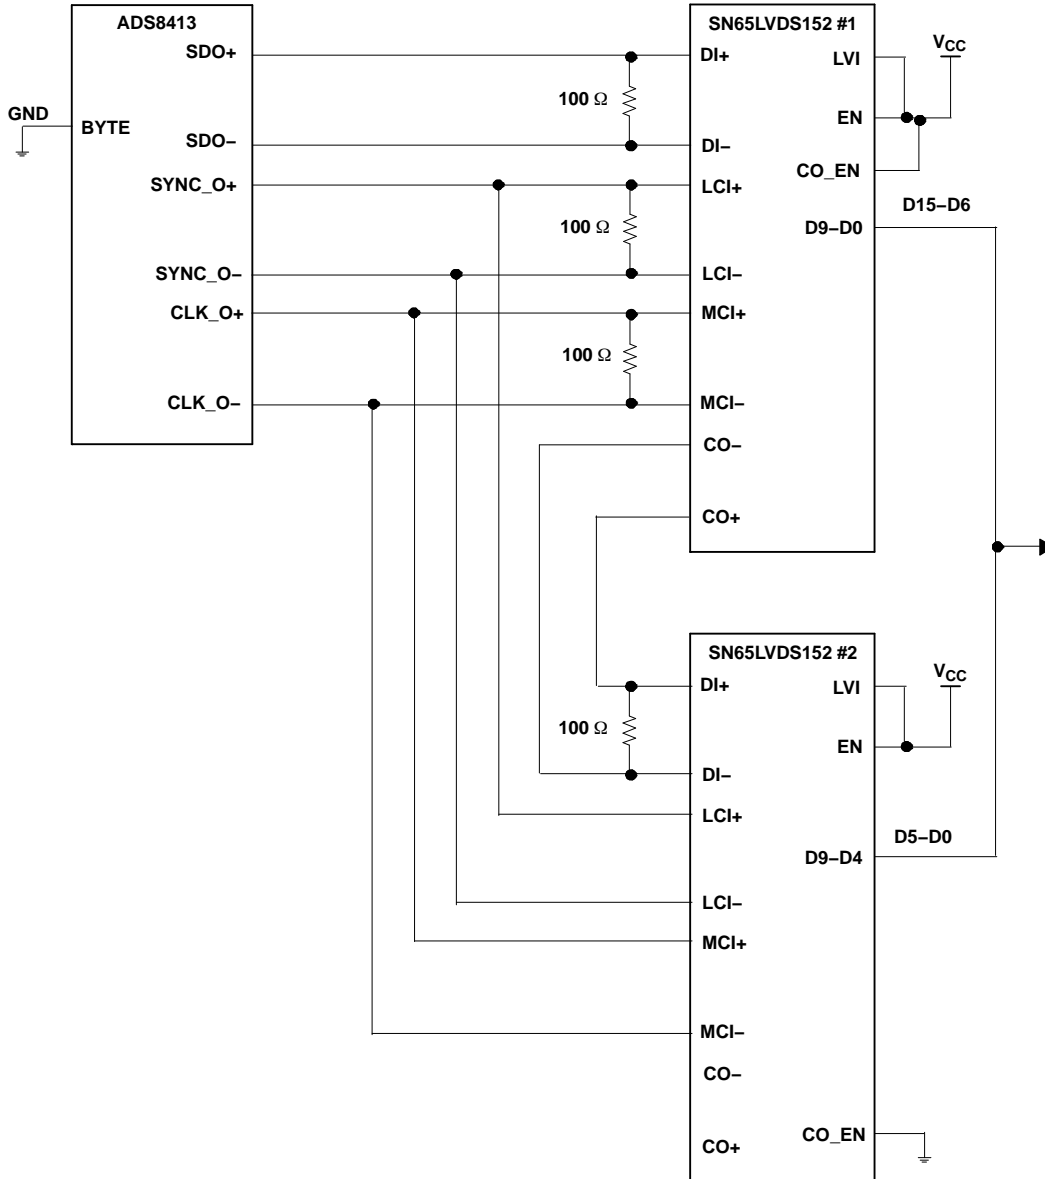 ADS8413
SDO+
GND
BYTE
SDO–
SYNC_O+
SYNC_O–
CLK_O+
CLK_O–
100 Ω
100 Ω
100 Ω
SN65LVDS152 #1
DI+
LVI
VCC
EN
DI–
CO_EN
LCI+
D15–D6
D9–D0
LCI–
MCI+
MCI–
CO–
CO+
SN65LVDS152 #2
DI+
LVI
VCC
100 Ω
EN
DI–
LCI+
D5–D0
D9–D4
LCI–
MCI+
MCI–
CO–
CO_EN
CO+